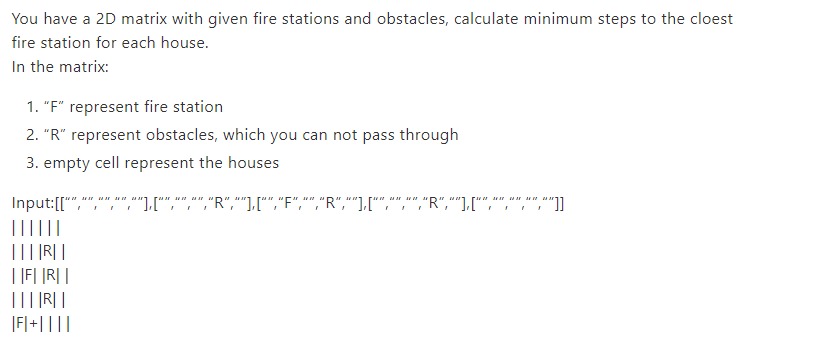 You have a 2D matrix with given fire stations and obstacles, calculate minimum steps to the cloest
fire station for each house.
In the matrix:
1. “F” represent fire station
2. “R” represent obstacles, which you can not pass through
3. empty cell represent the houses
Input:[[“”,“”,“”,“”,“”],[“”,“”,“”,“R”,“”],[“”,“F”,“”,“R”,“”],[“”,“”,“”,“R”,“”],[“”,“”,“”,“”,“”]]
| | | | | |
| | | |R| |
| |F| |R| |
| | | |R| |
|F|+| | | |